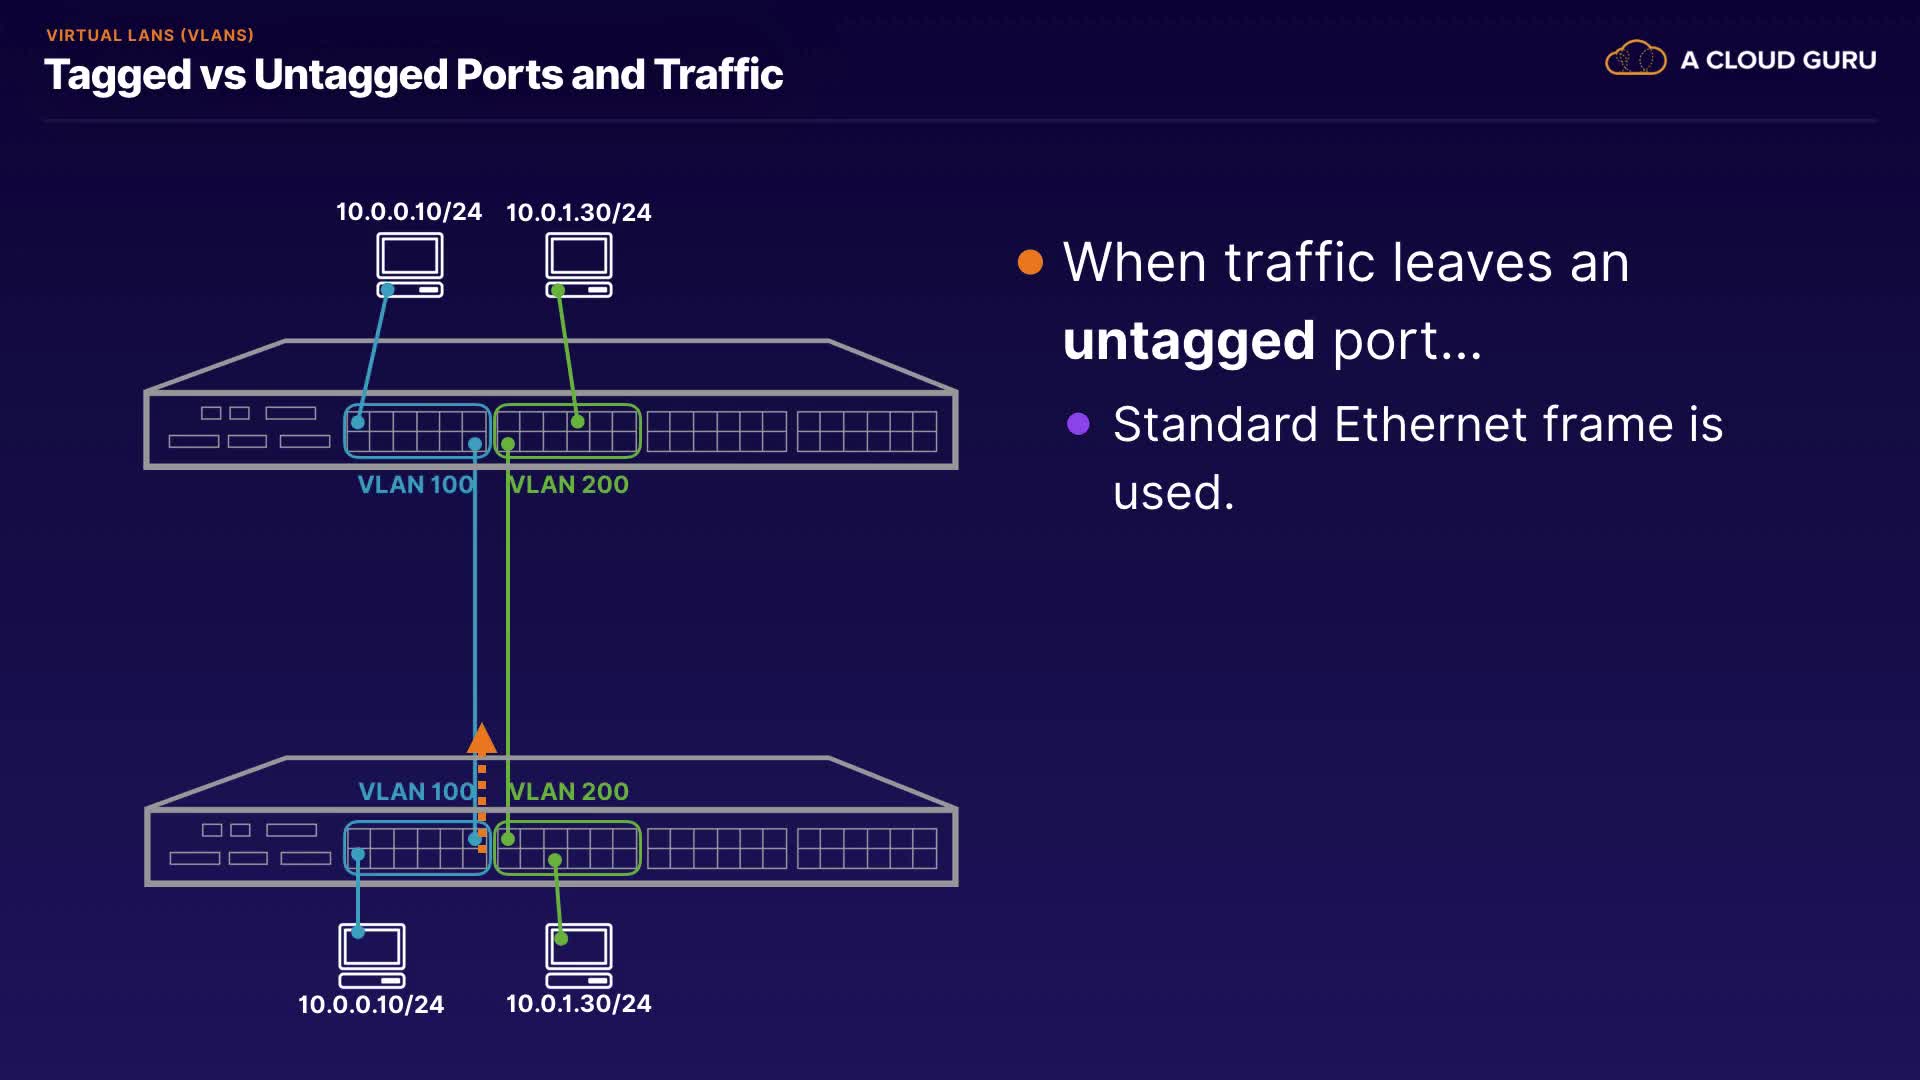 VIRTUAL LANS (VLANS)
Tagged vs Untagged Ports and Traffic
A CLOUD GURU
10.0.0.10/24
10.0.1.30/24
VLAN 100
VLAN 200
VLAN 100
VLAN 200
10.0.0.10/24
10.0.1.30/24
When traffic leaves an
untagged port...
Standard Ethernet frame is
used.